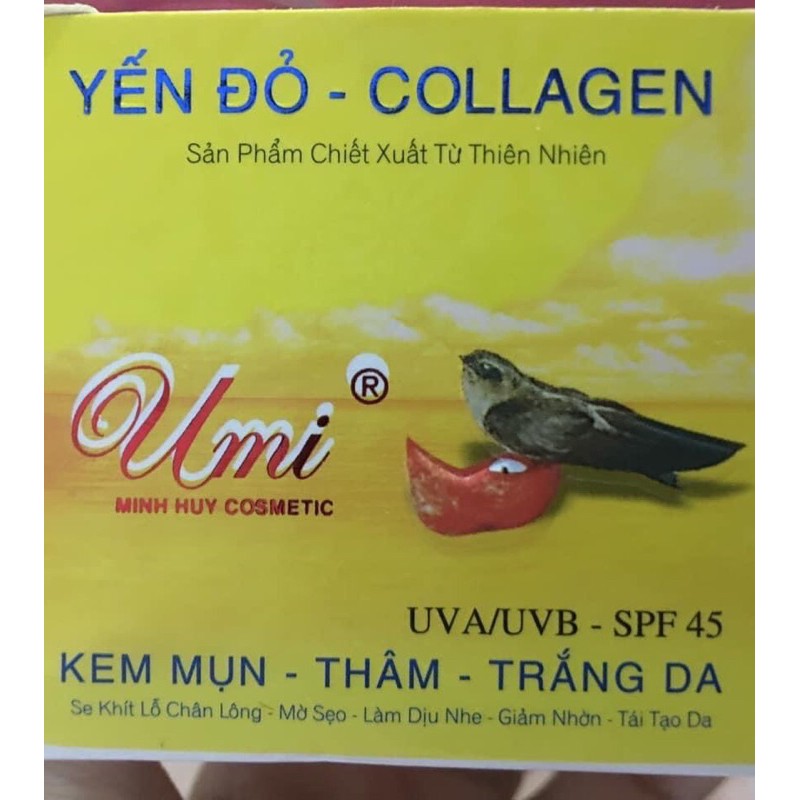 YẾN ĐỎ - COLLAGEN
Sản Phẩm Chiết Xuất Từ Thiên Nhiên
Umi ®
MINH HUY COSMETIC
UVA/UVB - SPF 45
KEM MỤN - THÂM - TRẮNG DA
Se Khít Lỗ Chân Lông - Mờ Sẹo - Làm Dịu Nhe - Giảm Nhờn - Tái Tạo Da